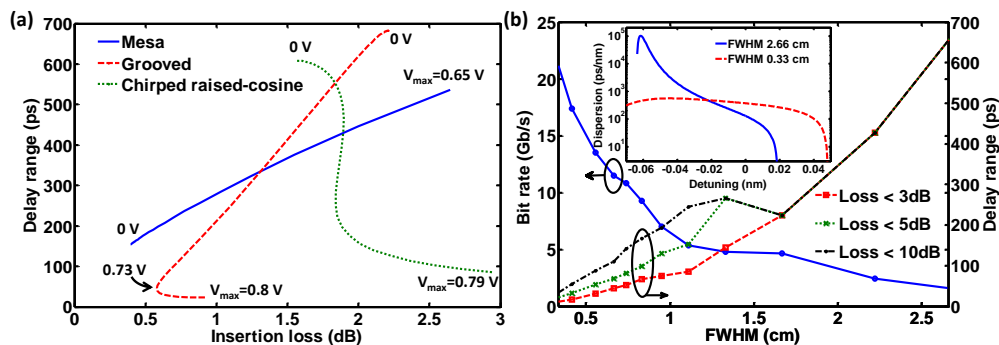 (a)
800
700
600
500
400
300
200
100
0
Delay range (ps)
0
0.5
1
1.5
2
2.5
3
Insertion loss (dB)
Mesa
Grooved
Chirped raised-cosine
0 V
0 V
0 V
Vmax=0.65 V
0.73 V
Vmax=0.8 V
Vmax=0.79 V
(b)
25
20
15
10
5
0
Bit rate (Gb/s)
0.5
1
1.5
2
2.5
FWHM (cm)
700
600
500
400
300
200
100
0
Delay range (ps)
10^5
10^4
10^3
10^2
10^1
Dispersion (ps/nm)
FWHM 2.66 cm
FWHM 0.33 cm
-0.06
-0.04
-0.02
0
0.02
0.04
Detuning (nm)
Loss < 3dB
Loss < 5dB
Loss < 10dB